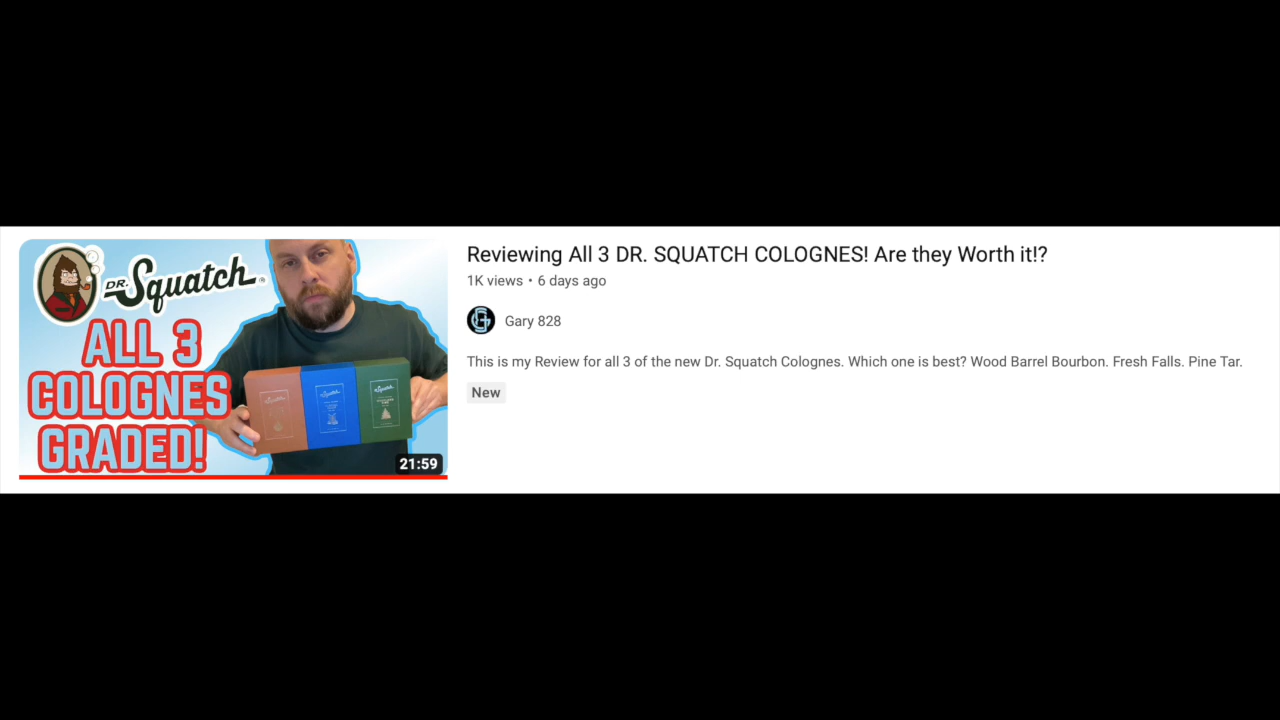 DR. Squatch®
ALL 3
COLOGNES
GRADED!
21:59
Reviewing All 3 DR. SQUATCH COLOGNES! Are they Worth it!?
1K views • 6 days ago
Gary 828
This is my Review for all 3 of the new Dr. Squatch Colognes. Which one is best? Wood Barrel Bourbon. Fresh Falls. Pine Tar.
New